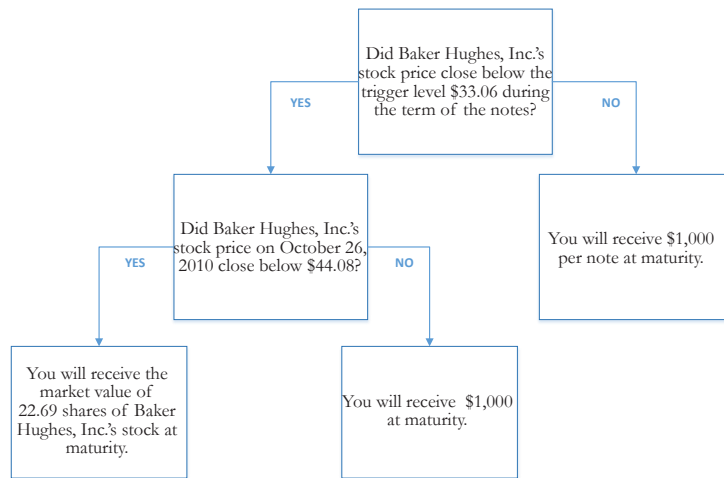 Did Baker Hughes, Inc.'s
stock price close below the
trigger level $33.06 during
the term of the notes?
YES
NO
Did Baker Hughes, Inc.'s
stock price on October 26,
2010 close below $44.08?
You will receive $1,000
per note at maturity.
YES
NO
You will receive the
market value of
22.69 shares of Baker
Hughes, Inc.'s stock at
maturity.
You will receive  $1,000
at maturity.